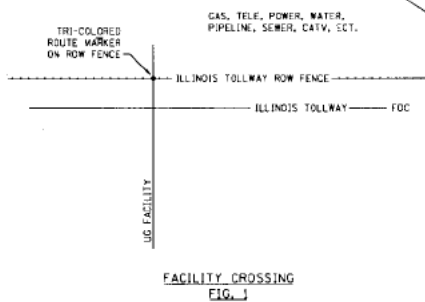 GAS, TELE, POWER, WATER,
PIPELINE, SEWER, CATV, ECT.
TRI-COLORED
ROUTE MARKER
ON ROW FENCE
ILLINOIS TOLLWAY ROW FENCE
ILLINOIS TOLLWAY
FOC
UG FACILITY
FACILITY CROSSING
FIG. 1